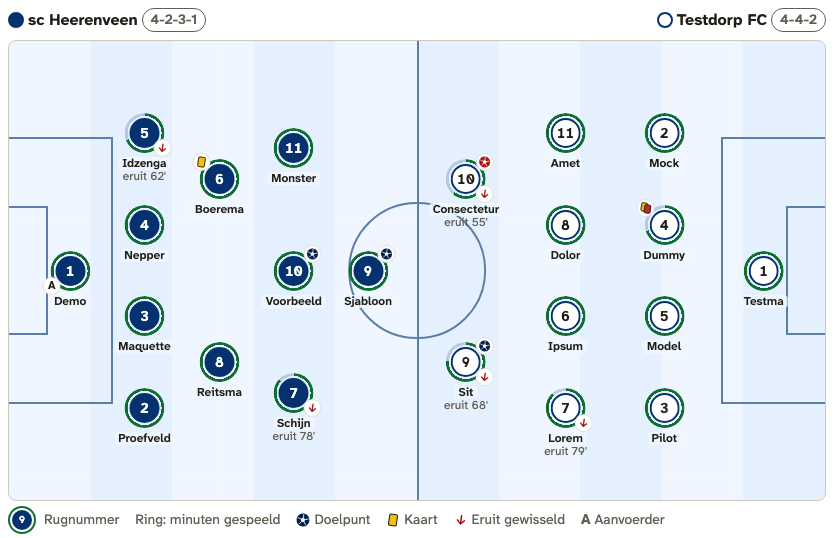 sc Heerenveen 4-2-3-1
Testdorp FC 4-4-2
5
Idzenga
eruit 62'
4
Nepper
1
A
Demo
3
Maquette
2
Proefveld
6
Boerema
8
Reitsma
11
Monster
10
Voorbeeld
7
Schijn
eruit 78'
9
Sjabloon
10
Consectetur
eruit 55'
9
Sit
eruit 68'
11
Amet
8
Dolor
6
Ipsum
7
Lorem
eruit 79'
2
Mock
4
Dummy
5
Model
3
Pilot
1
Testma
9 Rugnummer Ring: minuten gespeeld Doelpunt Kaart Eruit gewisseld A Aanvoerder